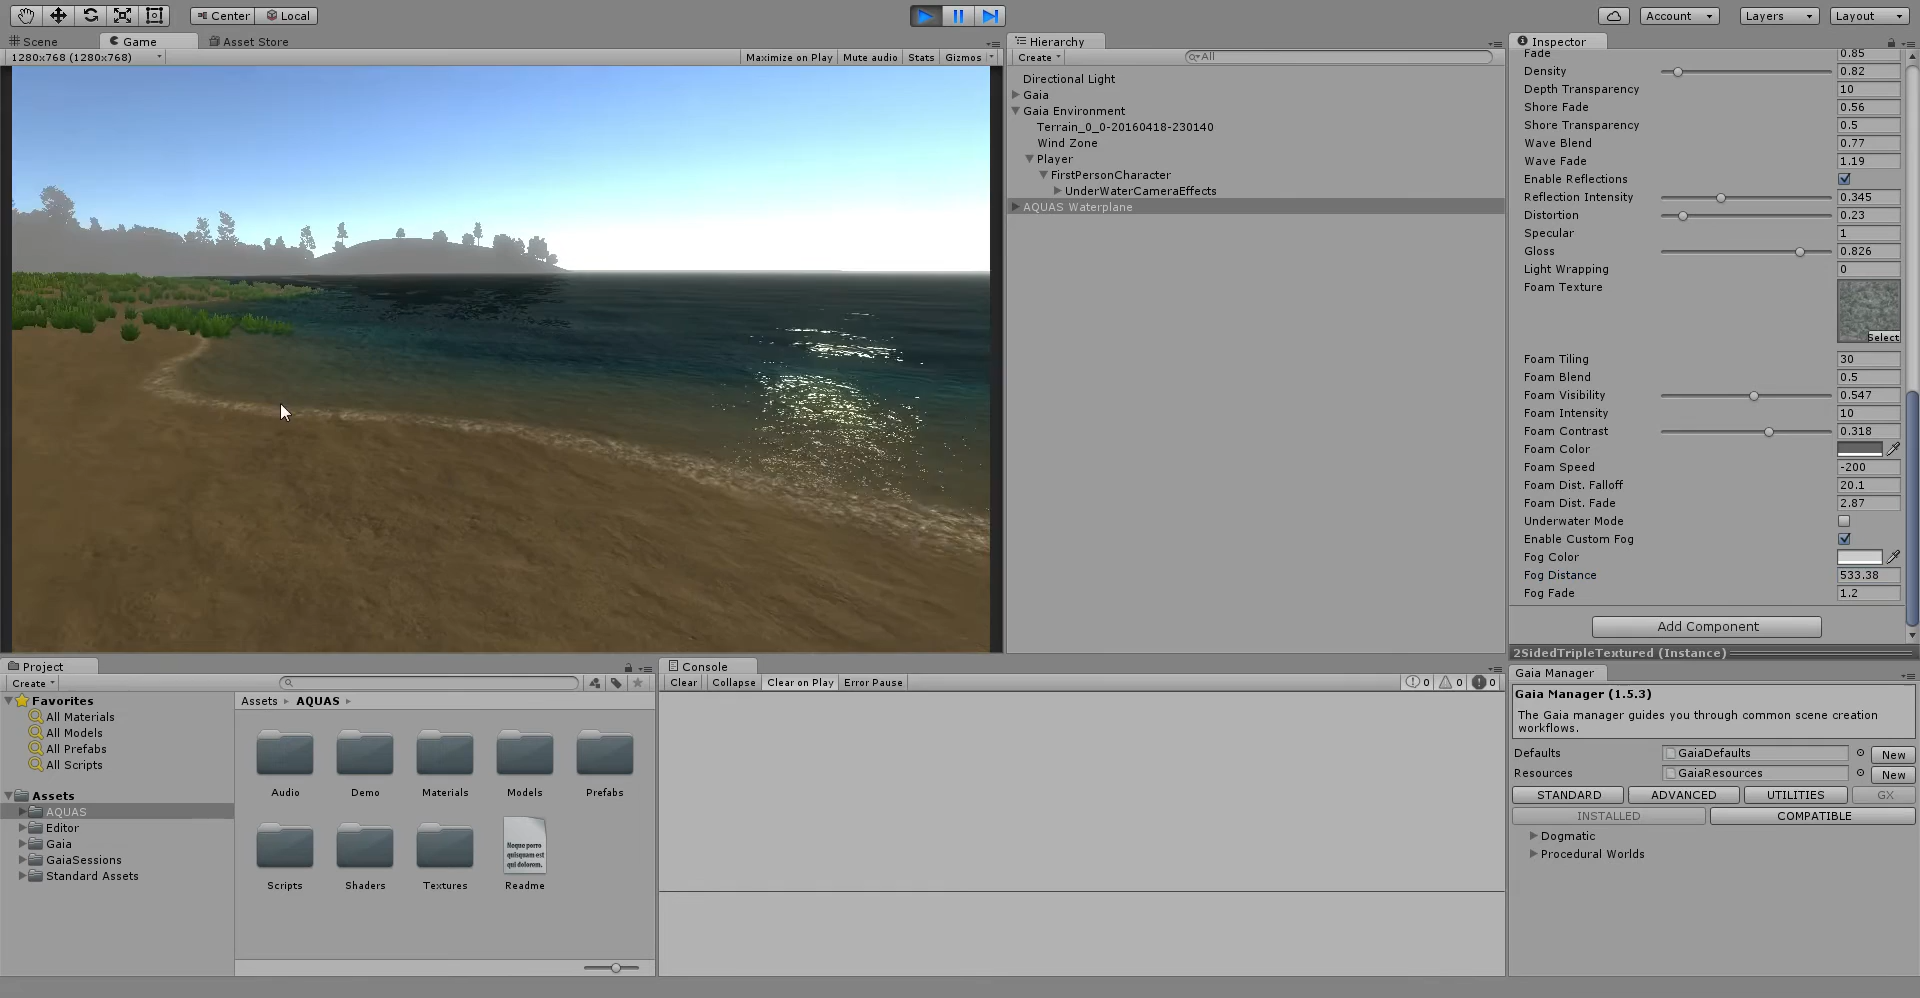 Center
Local
Account
Layers
Layout
Scene
Game
Asset Store
1280x768 (1280x768)
Maximize on Play
Mute audio
Stats
Gizmos
Hierarchy
Create
All
Directional Light
Gaia
Gaia Environment
Terrain_0_0-20160418-230140
Wind Zone
Player
FirstPersonCharacter
UnderWaterCameraEffects
AQUAS Waterplane
Inspector
Fade 0.85
Density 0.82
Depth Transparency 10
Shore Fade 0.56
Shore Transparency 0.5
Wave Blend 0.77
Wave Fade 1.19
Enable Reflections
Reflection Intensity 0.345
Distortion 0.23
Specular 1
Gloss 0.826
Light Wrapping 0
Foam Texture
Select
Foam Tiling 30
Foam Blend 0.5
Foam Visibility 0.547
Foam Intensity 10
Foam Contrast 0.318
Foam Color
Foam Speed -200
Foam Dist. Falloff 20.1
Foam Dist. Fade 2.87
Underwater Mode
Enable Custom Fog
Fog Color
Fog Distance 533.38
Fog Fade 1.2
Add Component
2SidedTripleTextured (Instance)
Project
Create
Favorites
All Materials
All Models
All Prefabs
All Scripts
Assets
AQUAS
Editor
Gaia
GaiaSessions
Standard Assets
Assets AQUAS
Audio
Demo
Materials
Models
Prefabs
Scripts
Shaders
Textures
Neque porro
quisquam est
qui dolorem.
Readme
Console
Clear
Collapse
Clear on Play
Error Pause
0
0
0
Gaia Manager
Gaia Manager (1.5.3)
The Gaia manager guides you through common scene creation
workflows.
Defaults GaiaDefaults New
Resources GaiaResources New
STANDARD
ADVANCED
UTILITIES
GX
INSTALLED
COMPATIBLE
Dogmatic
Procedural Worlds